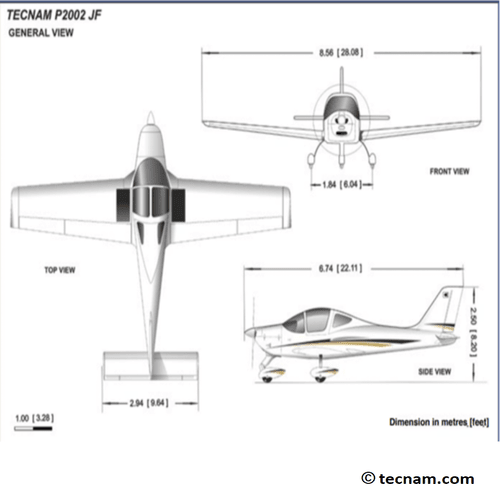 TECNAM P2002 JF
GENERAL VIEW
8.56 [ 28.08 ]
1.84 [ 6.04 ]
FRONT VIEW
TOP VIEW
6.74 [ 22.11 ]
2.50 [ 8.20 ]
SIDE VIEW
2.94 [ 9.64 ]
1.00 [ 3.28 ]
Dimension in metres [feet]
© tecnam.com